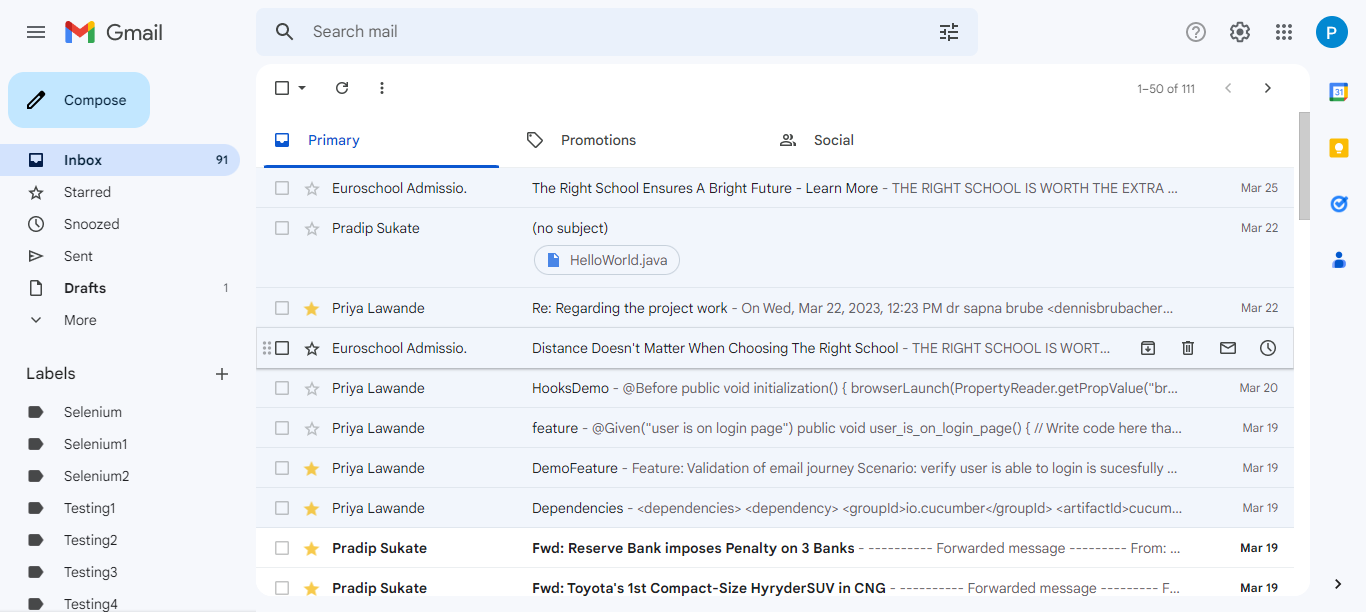 Gmail
Search mail
P
Compose
1–50 of 111
31
Primary
Promotions
Social
Inbox 91
Starred
Snoozed
Sent
Drafts 1
More
Labels
Selenium
Selenium1
Selenium2
Testing1
Testing2
Testing3
Testing4
Euroschool Admissio. The Right School Ensures A Bright Future - Learn More - THE RIGHT SCHOOL IS WORTH THE EXTRA ... Mar 25
Pradip Sukate (no subject) Mar 22
HelloWorld.java
Priya Lawande Re: Regarding the project work - On Wed, Mar 22, 2023, 12:23 PM dr sapna brube <dennisbrubacher... Mar 22
Euroschool Admissio. Distance Doesn't Matter When Choosing The Right School - THE RIGHT SCHOOL IS WORT...
Priya Lawande HooksDemo - @Before public void initialization() { browserLaunch(PropertyReader.getPropValue("br... Mar 20
Priya Lawande feature - @Given("user is on login page") public void user_is_on_login_page() { // Write code here tha... Mar 19
Priya Lawande DemoFeature - Feature: Validation of email journey Scenario: verify user is able to login is sucesfully ... Mar 19
Priya Lawande Dependencies - <dependencies> <dependency> <groupId>io.cucumber</groupId> <artifactId>cucum... Mar 19
Pradip Sukate Fwd: Reserve Bank imposes Penalty on 3 Banks - ---------- Forwarded message --------- From: ... Mar 19
Pradip Sukate Fwd: Toyota's 1st Compact-Size HyryderSUV in CNG - ---------- Forwarded message --------- F... Mar 19